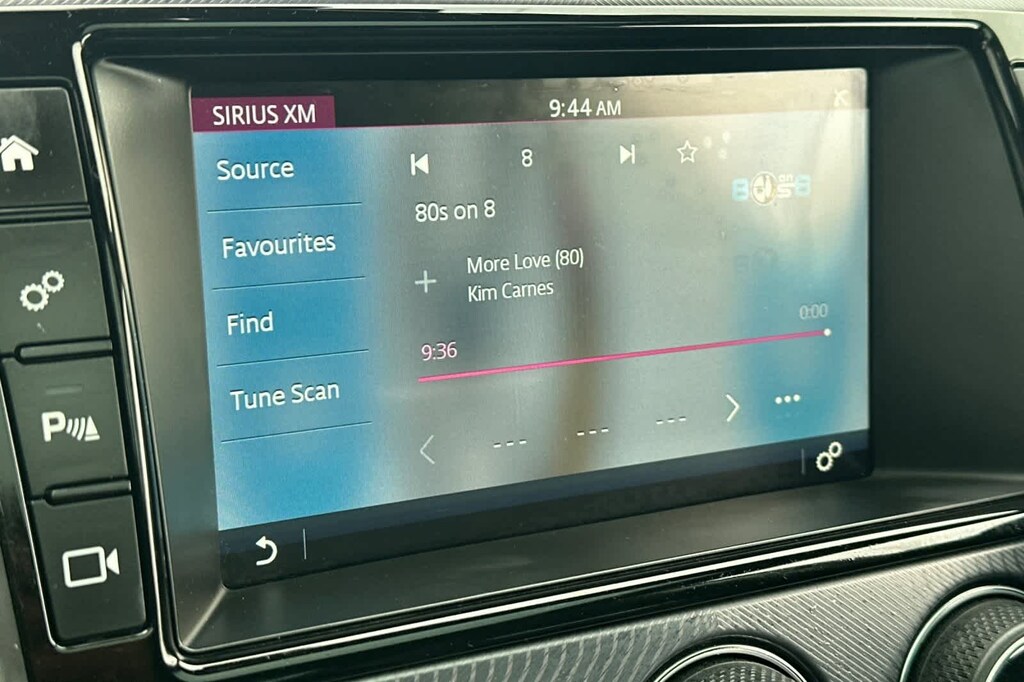 SIRIUS XM
9:44 AM
Source
8
80s on 8
Favourites
More Love (80)
Kim Carnes
Find
0:00
9:36
Tune Scan
--- --- ---
P